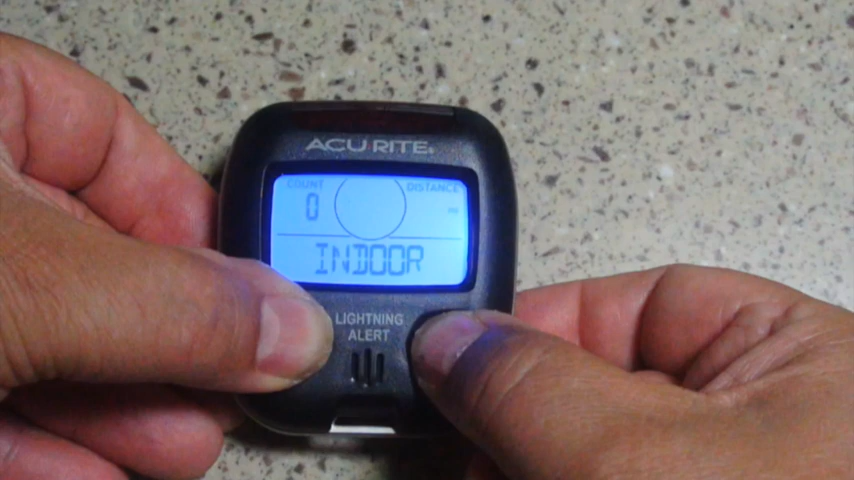 ACU RITE
COUNT DISTANCE
0 mi
INDOOR
LIGHTNING
ALERT